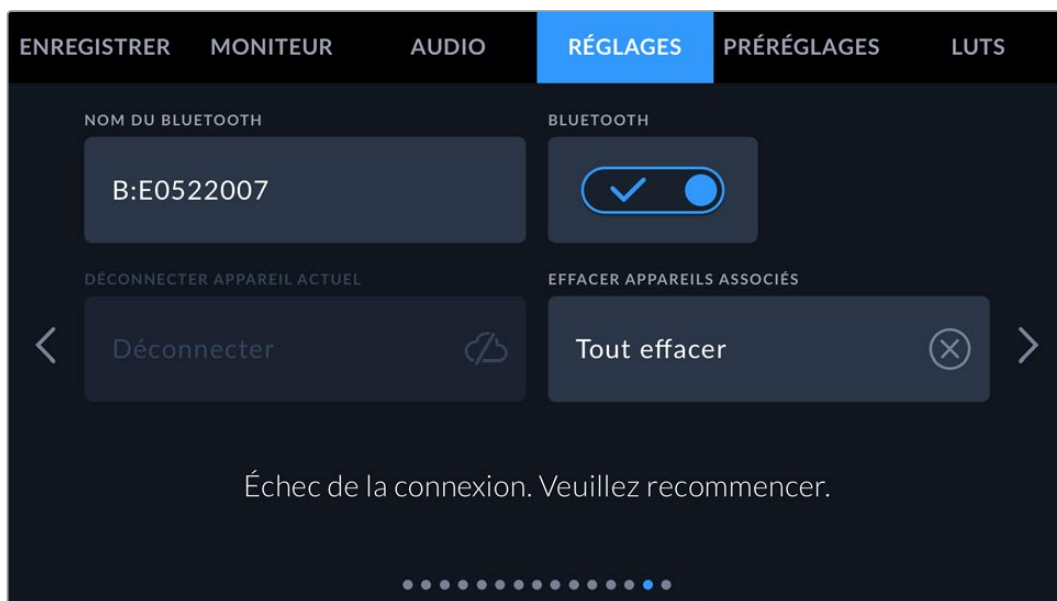 ENREGISTRER MONITEUR AUDIO RÉGLAGES PRÉRÉGLAGES LUTS
NOM DU BLUETOOTH BLUETOOTH
B:E0522007
DÉCONNECTER APPAREIL ACTUEL EFFACER APPAREILS ASSOCIÉS
Déconnecter Tout effacer
Échec de la connexion. Veuillez recommencer.